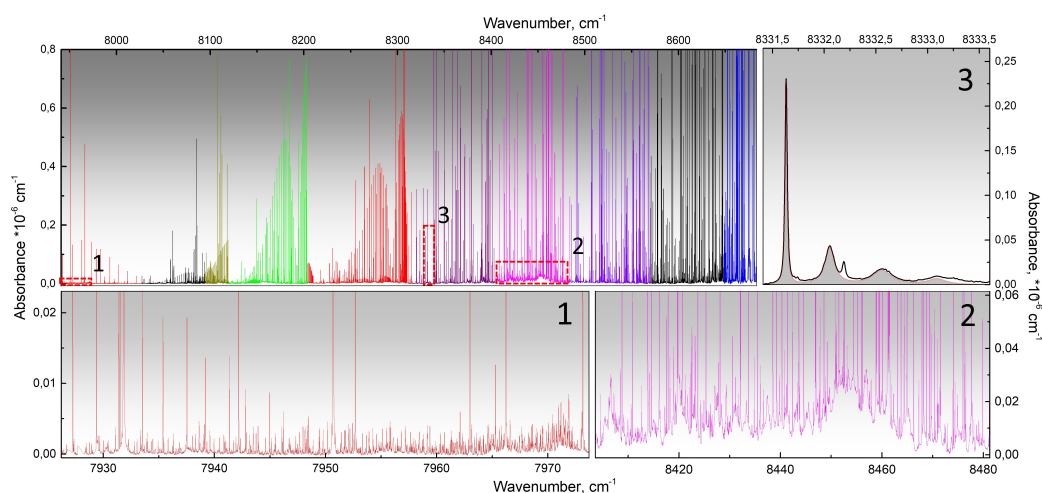 Wavenumber, cm⁻¹
8000 8100 8200 8300 8400 8500 8600
8331,5 8332,0 8332,5 8333,0 8333,5
Absorbance *10⁻⁶ cm⁻¹
0,8
0,6
0,4
0,2
0,0
1
3
2
3
0,25
0,20
0,15
0,10
0,05
0,00
Absorbance, *10⁻⁶ cm⁻¹
1
0,02
0,01
0,00
7930 7940 7950 7960 7970
Wavenumber, cm⁻¹
2
0,06
0,04
0,02
0,00
8420 8440 8460 8480
Wavenumber, cm⁻¹